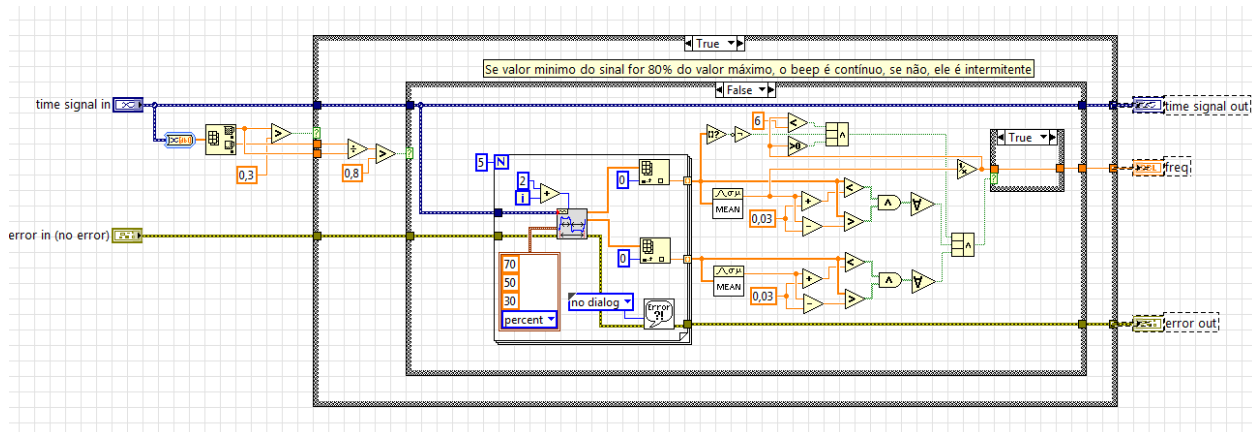 True
Se valor minimo do sinal for 80% do valor máximo, o beep é contínuo, se não, ele é intermitente
False
time signal in
time signal out
6
True
5 N
0,3
0,8
freq
2
i
0
MEAN
0,03
error in (no error)
0
70
50
30
percent
no dialog
Error
?!
MEAN
0,03
error out